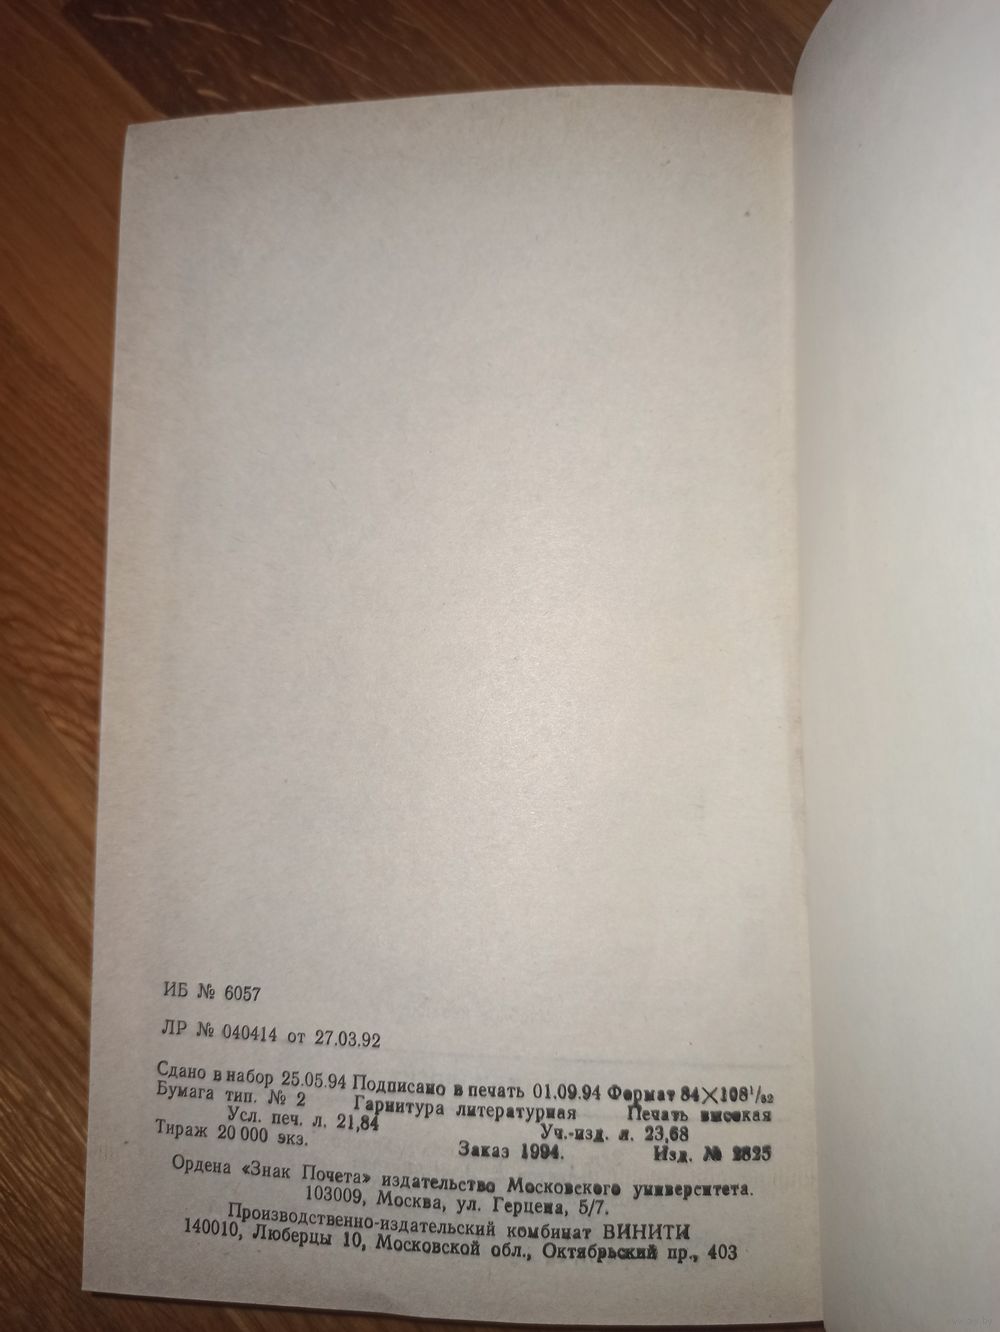 ИБ № 6057
ЛР № 040414 от 27.03.92
Сдано в набор 25.05.94 Подписано в печать 01.09.94 Формат 84×108¹/₃₂
Бумага тип. № 2 Гарнитура литературная Печать высокая
Усл. печ. л. 21,84 Уч.-изд. л. 23,68
Тираж 20 000 экз. Заказ 1994. Изд. № 2825
Ордена «Знак Почета» издательство Московского университета.
103009, Москва, ул. Герцена, 5/7.
Производственно-издательский комбинат ВИНИТИ
140010, Люберцы 10, Московской обл., Октябрьский пр., 403